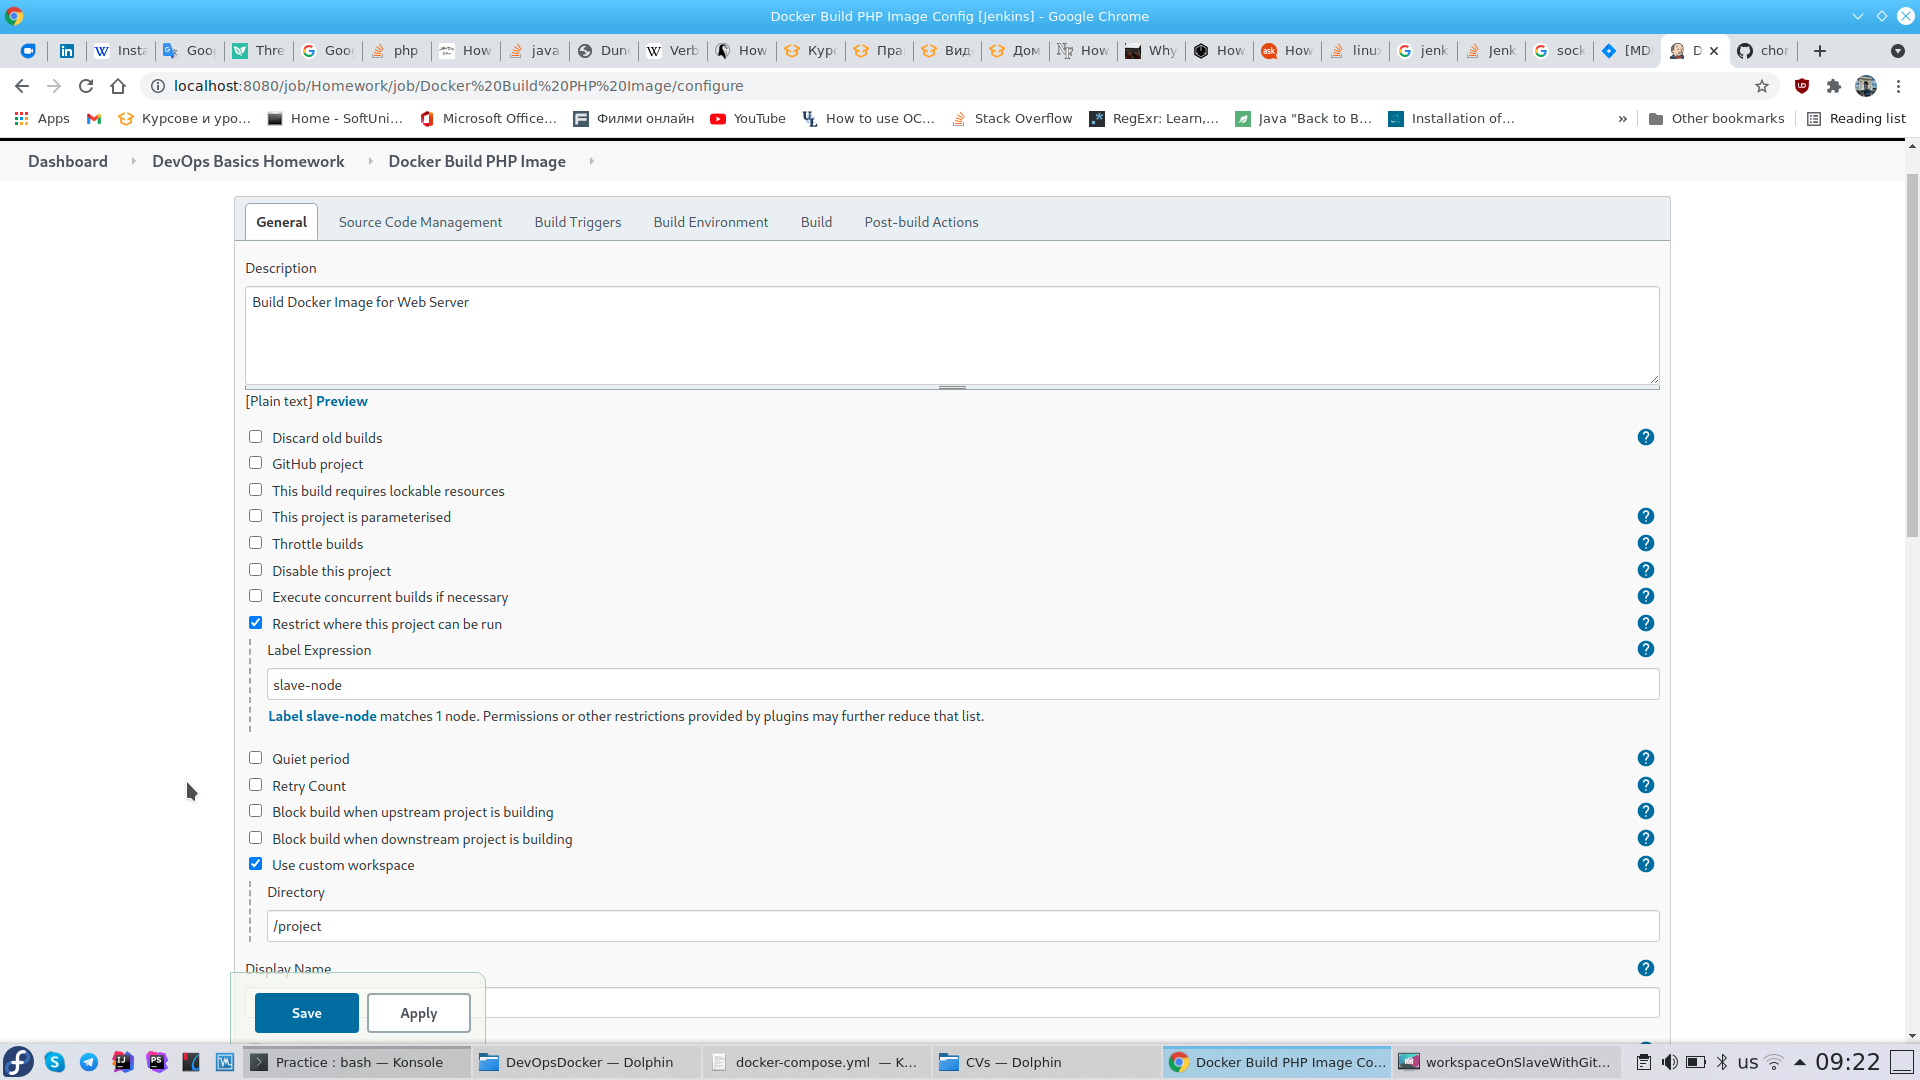 Docker Build PHP Image Config [Jenkins] - Google Chrome
Insta
Goo
Thre
Goo
php
How
java
Dun
Verb
How
Курс
Пра
Вид
Дом
How
Why
How
How
linux
jenk
Jenk
sock
[MD
D
chor
localhost:8080/job/Homework/job/Docker%20Build%20PHP%20Image/configure
Apps
Курсове и уро...
Home - SoftUni...
Microsoft Office...
Филми онлайн
YouTube
How to use OC...
Stack Overflow
RegExr: Learn,...
Java "Back to B...
Installation of...
»
Other bookmarks
Reading list
Dashboard
DevOps Basics Homework
Docker Build PHP Image
General
Source Code Management
Build Triggers
Build Environment
Build
Post-build Actions
Description
Build Docker Image for Web Server
[Plain text] Preview
Discard old builds
GitHub project
This build requires lockable resources
This project is parameterised
Throttle builds
Disable this project
Execute concurrent builds if necessary
Restrict where this project can be run
Label Expression
slave-node
Label slave-node matches 1 node. Permissions or other restrictions provided by plugins may further reduce that list.
Quiet period
Retry Count
Block build when upstream project is building
Block build when downstream project is building
Use custom workspace
Directory
/project
Display Name
Save
Apply
Practice : bash — Konsole
DevOpsDocker — Dolphin
docker-compose.yml — K...
CVs — Dolphin
Docker Build PHP Image Co...
workspaceOnSlaveWithGit...
us
09:22